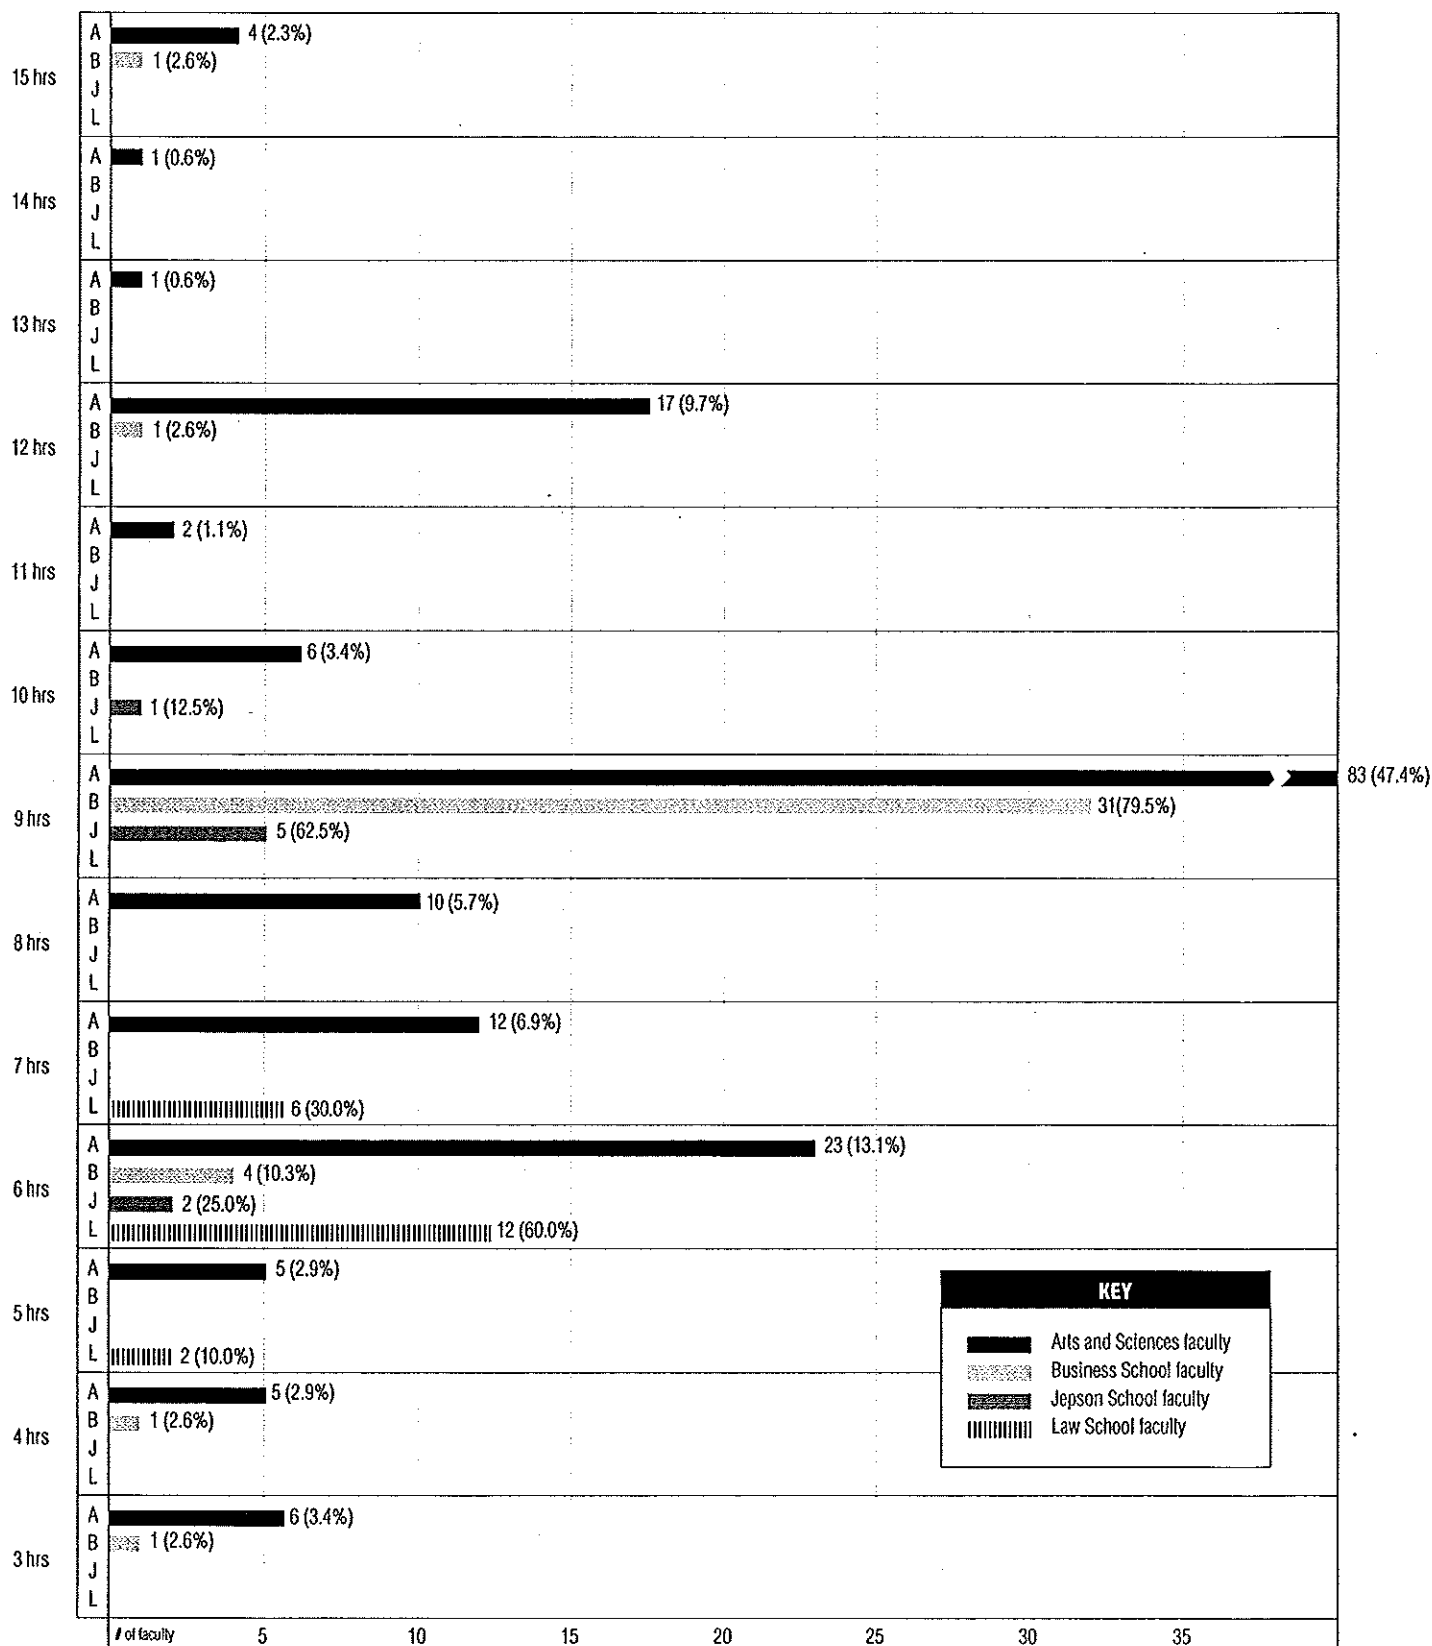 A 4 (2.3%)
B 1 (2.6%)
15 hrs
J
L
A 1 (0.6%)
B
14 hrs
J
L
A 1 (0.6%)
B
13 hrs
J
L
A 17 (9.7%)
B 1 (2.6%)
12 hrs
J
L
A 2 (1.1%)
B
11 hrs
J
L
A 6 (3.4%)
B
10 hrs
J 1 (12.5%)
L
A 83 (47.4%)
B 31(79.5%)
9 hrs
J 5 (62.5%)
L
A 10 (5.7%)
B
8 hrs
J
L
A 12 (6.9%)
B
7 hrs
J
L 6 (30.0%)
A 23 (13.1%)
B 4 (10.3%)
6 hrs
J 2 (25.0%)
L 12 (60.0%)
A 5 (2.9%)
B
5 hrs
J
L 2 (10.0%)
KEY
Arts and Sciences faculty
Business School faculty
Jepson School faculty
Law School faculty
A 5 (2.9%)
B 1 (2.6%)
4 hrs
J
L
A 6 (3.4%)
B 1 (2.6%)
3 hrs
J
L
# of faculty 5 10 15 20 25 30 35